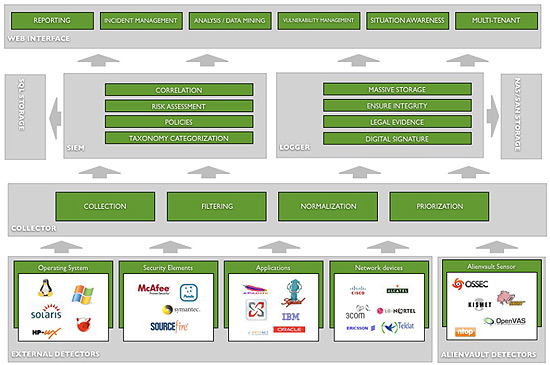 REPORTING
INCIDENT MANAGEMENT
ANALYSIS / DATA MINING
VULNERABILITY MANAGEMENT
SITUATION AWARENESS
MULTI-TENANT
WEB INTERFACE
SQL STORAGE
CORRELATION
RISK ASSESSMENT
POLICIES
TAXONOMY CATEGORIZATION
SIEM
MASSIVE STORAGE
ENSURE INTEGRITY
LEGAL EVIDENCE
DIGITAL SIGNATURE
LOGGER
NAS/SAN STORAGE
COLLECTION
FILTERING
NORMALIZATION
PRIORIZATION
COLLECTOR
Operating System
solaris
HP-UX
Security Elements
McAfee
Panda
symantec.
SOURCEfire
Applications
Squid
IBM
ORACLE
Network devices
CISCO
ALCATEL
3COM
LG-NORTEL
ERICSSON
Teldat
EXTERNAL DETECTORS
Alienvault Sensor
OSSEC
KISMET
OpenVAS
ntop
ALIENVAULT DETECTORS